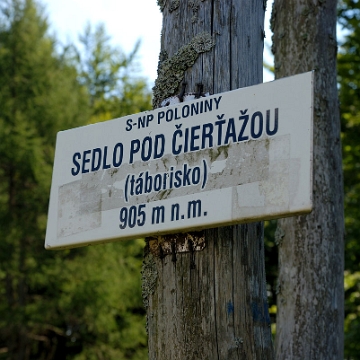 S-NP POLONINY
SEDLO POD ČIERŤAŽOU
(táborisko)
905 m n.m.